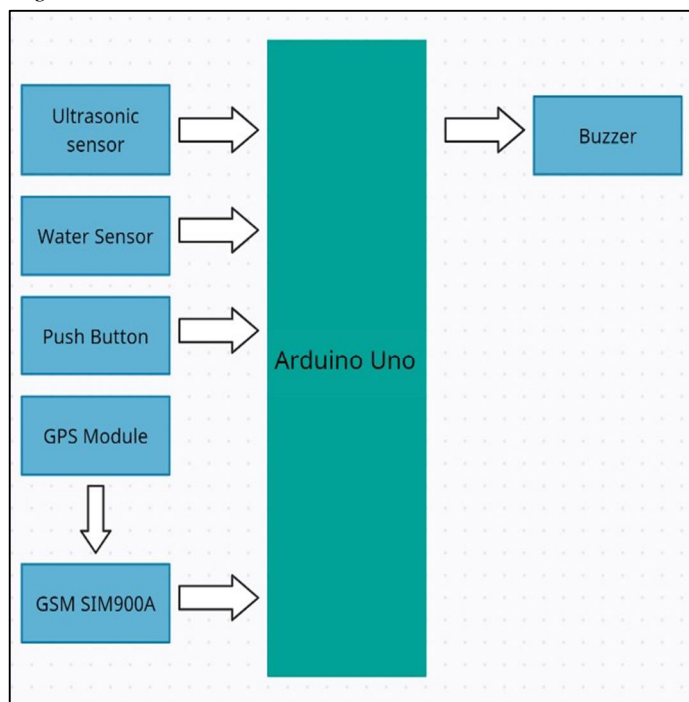 Ultrasonic
sensor
Water Sensor
Push Button
GPS Module
GSM SIM900A
Arduino Uno
Buzzer